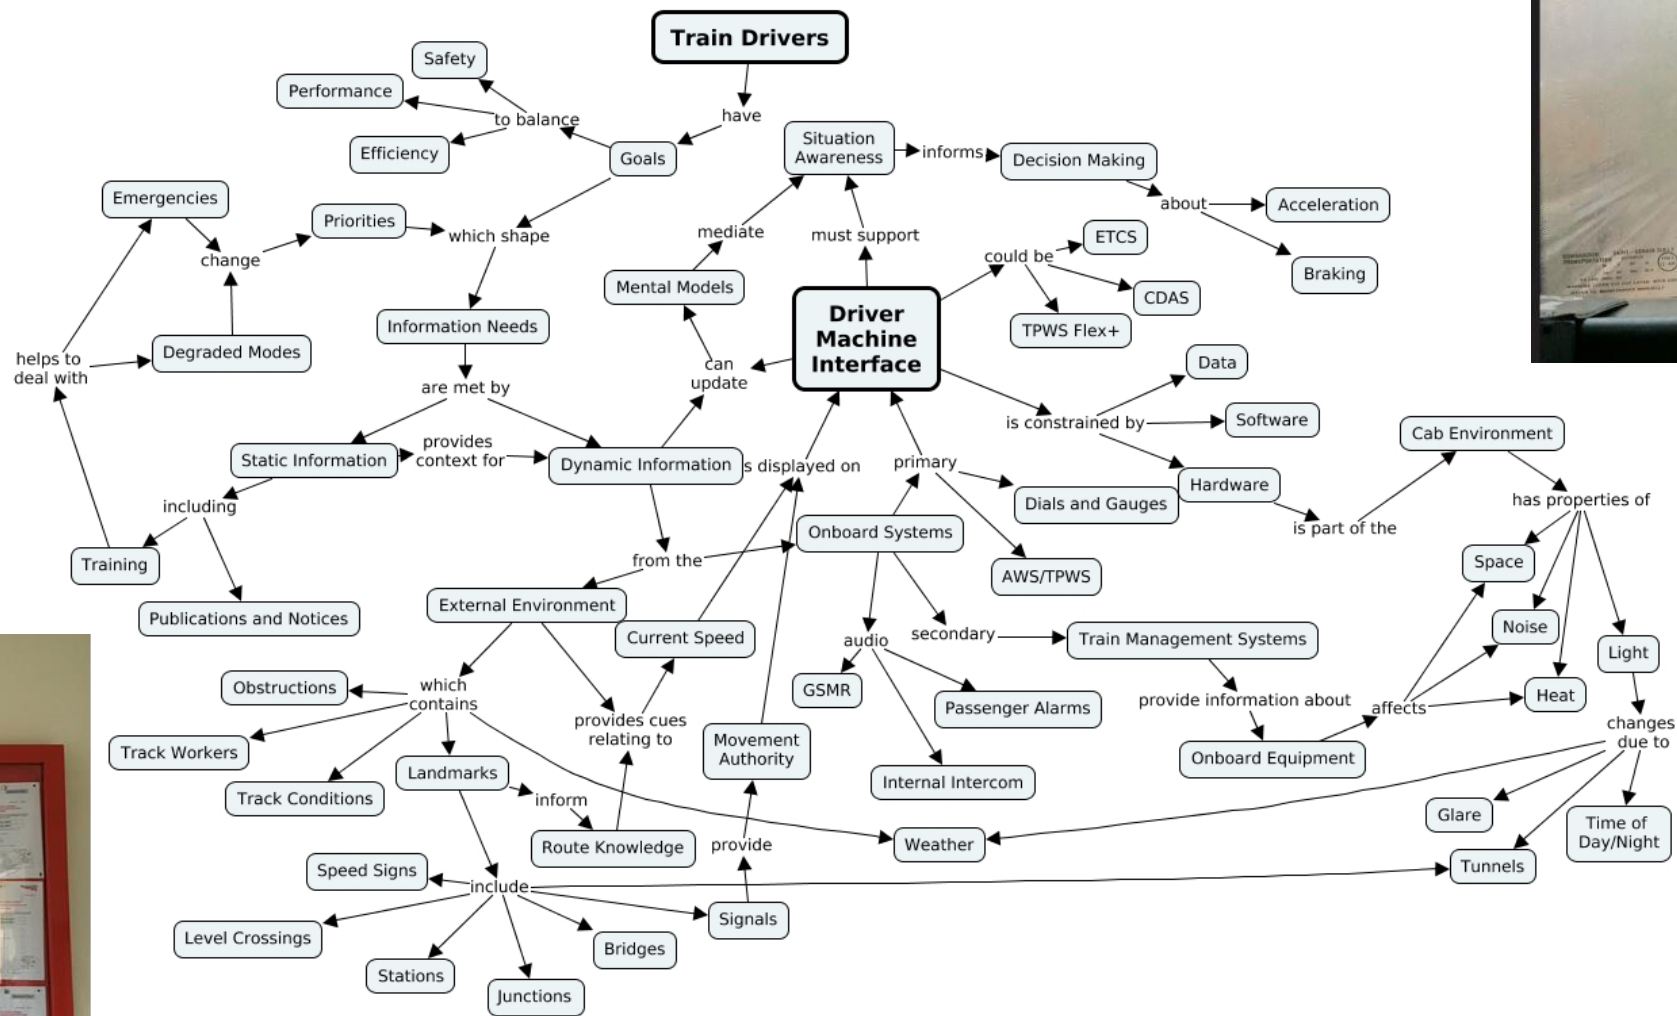 Train Drivers
have
Safety
Performance
to balance
Efficiency
Goals
Situation
Awareness
informs
Decision Making
about
Acceleration
Braking
Emergencies
Priorities
which shape
change
mediate
must support
could be
ETCS
CDAS
TPWS Flex+
Mental Models
Information Needs
Driver
Machine
Interface
helps to
deal with
Degraded Modes
can
update
are met by
Data
is constrained by
Software
Hardware
Cab Environment
Static Information
provides
context for
Dynamic Information
s displayed on
primary
Dials and Gauges
is part of the
has properties of
including
Training
Publications and Notices
from the
Onboard Systems
AWS/TPWS
Space
Noise
Light
Heat
External Environment
Current Speed
audio
secondary
Train Management Systems
GSMR
Passenger Alarms
Internal Intercom
provide information about
Onboard Equipment
affects
changes
due to
Obstructions
which
contains
Track Workers
Track Conditions
Landmarks
inform
provides cues
relating to
Movement
Authority
Route Knowledge
provide
Weather
Glare
Time of
Day/Night
Tunnels
Speed Signs
include
Level Crossings
Stations
Junctions
Bridges
Signals